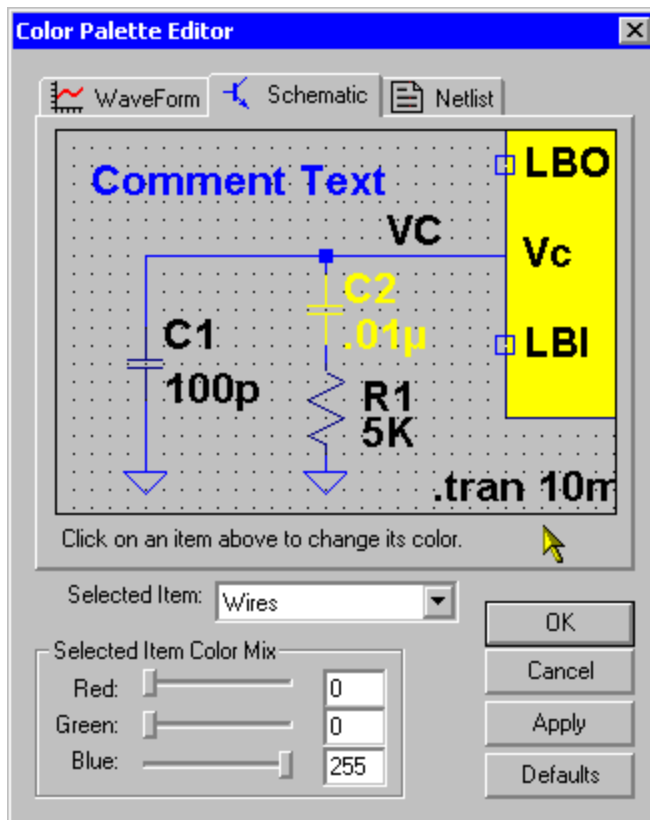 Color Palette Editor
WaveForm Schematic Netlist
Comment Text
LBO
VC
Vc
C2
.01µ
C1
100p
LBI
R1
5K
.tran 10m
Click on an item above to change its color.
Selected Item: Wires
OK
Selected Item Color Mix
Cancel
Red: 0
Green: 0
Apply
Blue: 255
Defaults